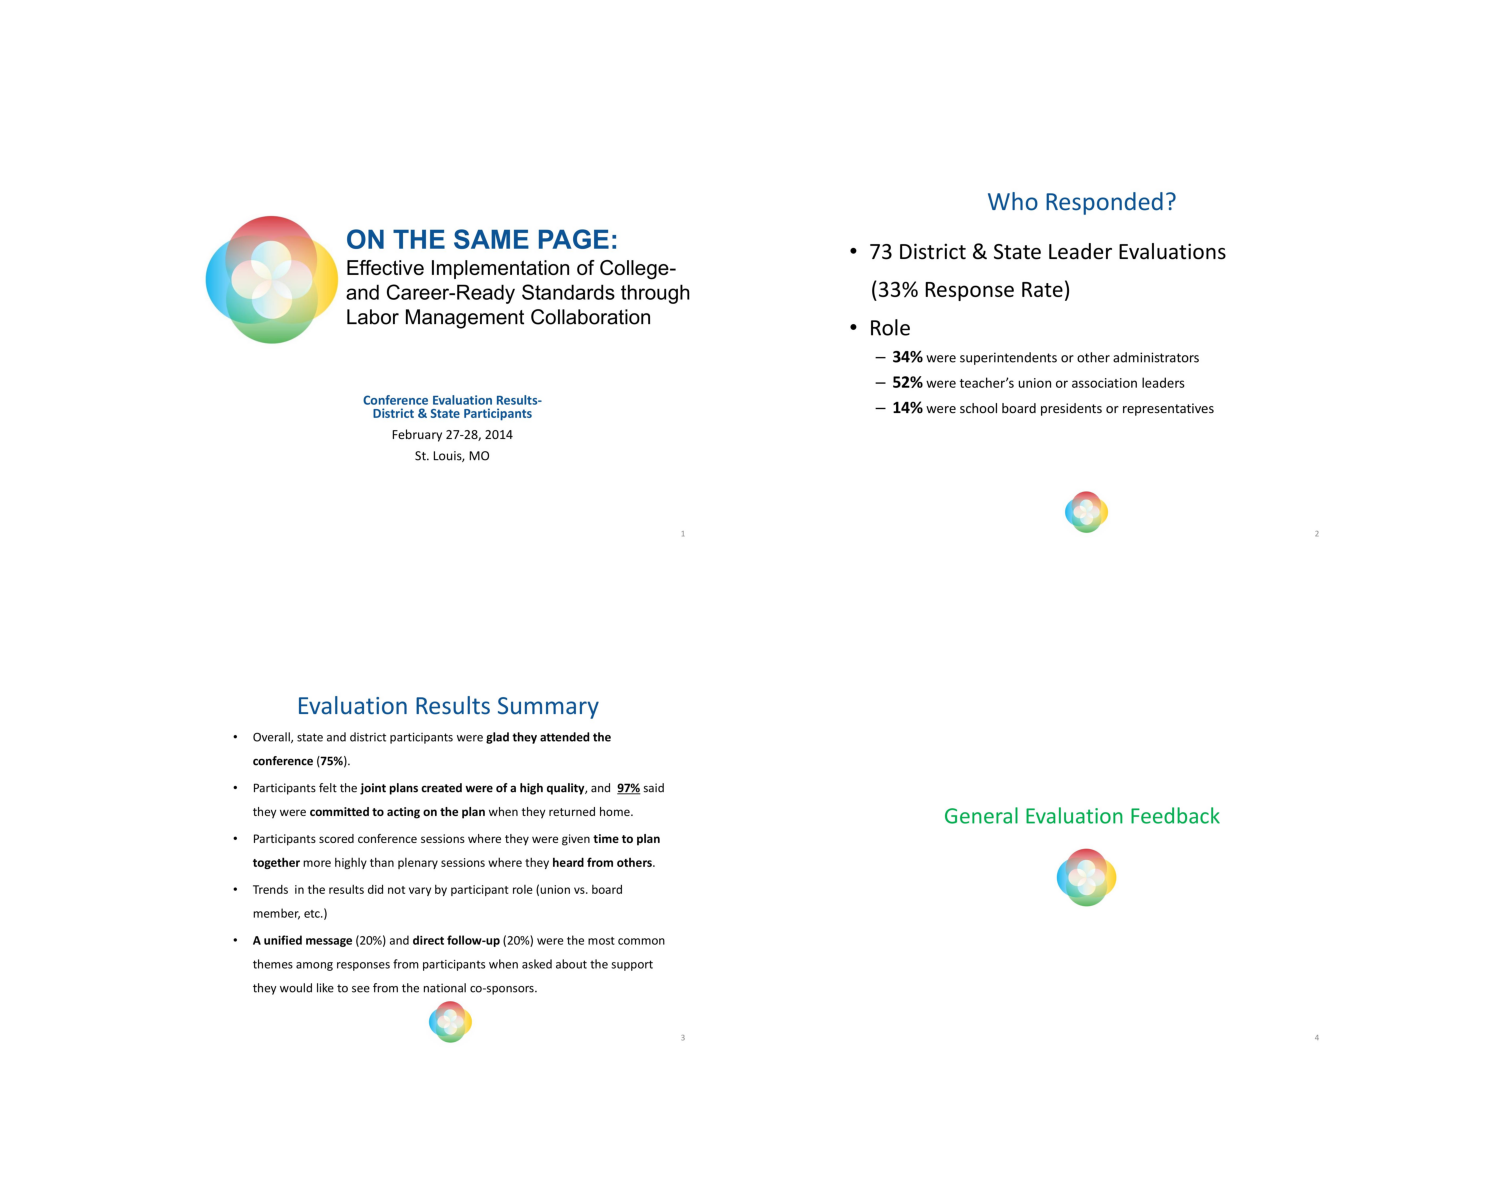 ON THE SAME PAGE:
Effective Implementation of College-
and Career-Ready Standards through
Labor Management Collaboration
Conference Evaluation Results-
District & State Participants
February 27-28, 2014
St. Louis, MO
1
Who Responded?
• 73 District & State Leader Evaluations
(33% Response Rate)
• Role
– 34% were superintendents or other administrators
– 52% were teacher’s union or association leaders
– 14% were school board presidents or representatives
2
Evaluation Results Summary
• Overall, state and district participants were glad they attended the
conference (75%).
• Participants felt the joint plans created were of a high quality, and 97% said
they were committed to acting on the plan when they returned home.
• Participants scored conference sessions where they were given time to plan
together more highly than plenary sessions where they heard from others.
• Trends in the results did not vary by participant role (union vs. board
member, etc.)
• A unified message (20%) and direct follow-up (20%) were the most common
themes among responses from participants when asked about the support
they would like to see from the national co-sponsors.
3
General Evaluation Feedback
4